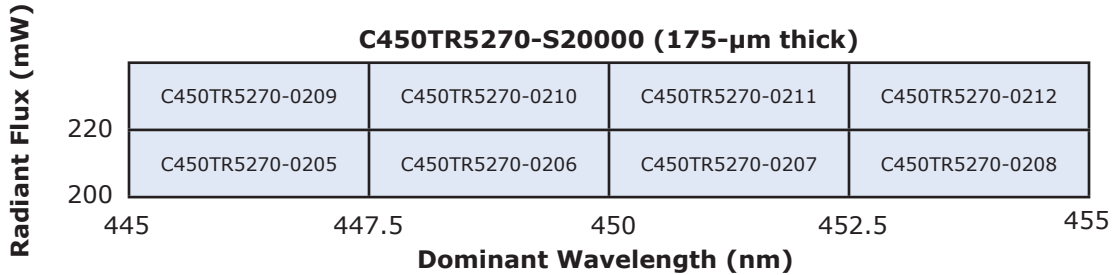 C450TR5270-S20000 (175-µm thick)
Radiant Flux (mW)
C450TR5270-0209 C450TR5270-0210 C450TR5270-0211 C450TR5270-0212
220
C450TR5270-0205 C450TR5270-0206 C450TR5270-0207 C450TR5270-0208
200
445 447.5 450 452.5 455
Dominant Wavelength (nm)